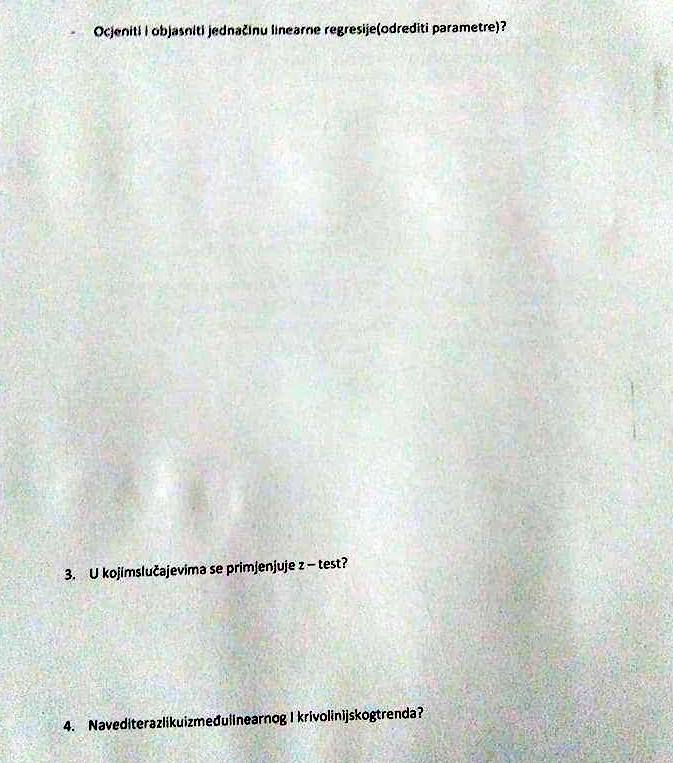 - Ocjeniti i objasniti jednačinu linearne regresije(odrediti parametre)?
3. U kojimslučajevima se primjenjuje z – test?
4. Navediterazlikuizmeđulinearnog I krivolinijskogtrenda?